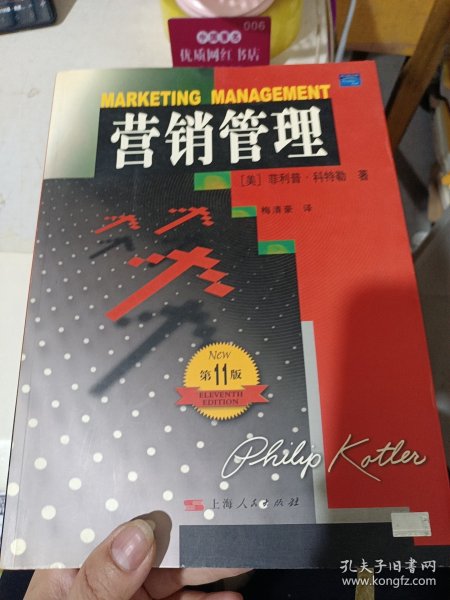 006
优质网红书店
MARKETING MANAGEMENT
营销管理
[美] 菲利普·科特勒 著
梅清豪 译
New
第11版
ELEVENTH
EDITION
Philip Kotler
上海人民出版社
孔夫子旧书网
www.kongfz.com